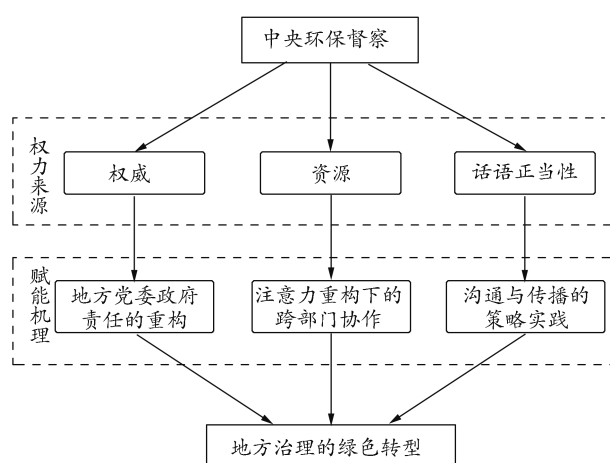 中央环保督察
权力来源
权威
资源
话语正当性
赋能机理
地方党委政府
责任的重构
注意力重构下的
跨部门协作
沟通与传播的
策略实践
地方治理的绿色转型